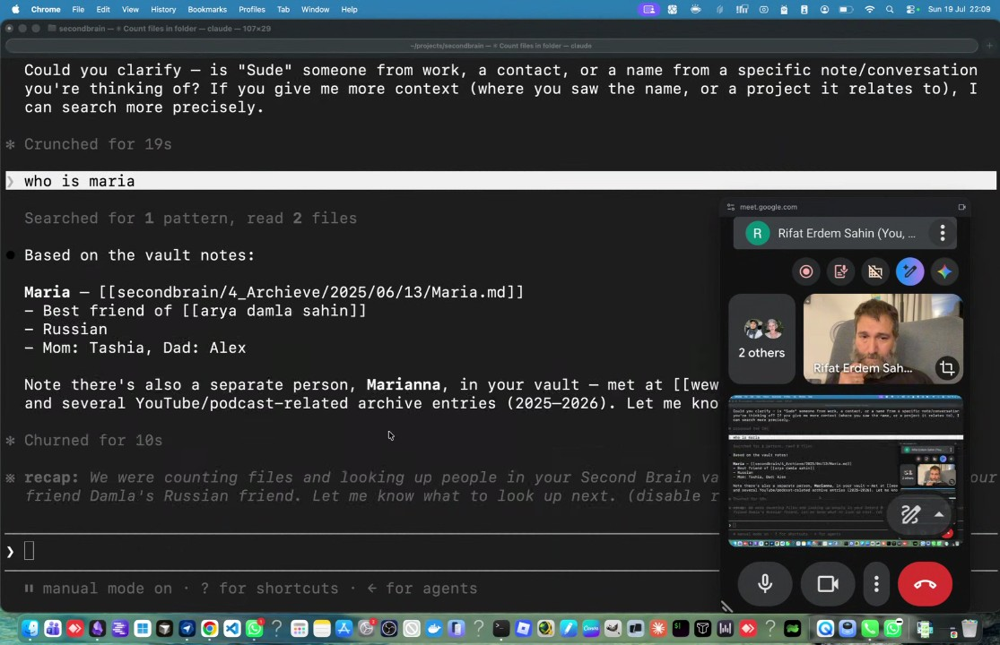 Chrome File Edit View History Bookmarks Profiles Tab Window Help Sun 19 Jul 22:09
secondbrain — ⌗ Count files in folder — claude — 107×29
~/projects/secondbrain — ⌗ Count files in folder — claude
Could you clarify — is "Sude" someone from work, a contact, or a name from a specific note/conversation
you're thinking of? If you give me more context (where you saw the name, or a project it relates to), I
can search more precisely.
✻ Crunched for 19s
❯ who is maria
Searched for 1 pattern, read 2 files
Based on the vault notes:
Maria — [[secondbrain/4_Archieve/2025/06/13/Maria.md]]
– Best friend of [[arya damla sahin]]
– Russian
– Mom: Tashia, Dad: Alex
Note there's also a separate person, Marianna, in your vault — met at [[wew
and several YouTube/podcast-related archive entries (2025–2026). Let me kno
✻ Churned for 10s
※ recap: We were counting files and looking up people in your Second Brain va our
friend Damla's Russian friend. Let me know what to look up next. (disable r
❯
⏸ manual mode on · ? for shortcuts · ← for agents
meet.google.com
R Rifat Erdem Sahin (You, ...
2 others
Rifat Erdem Sah...